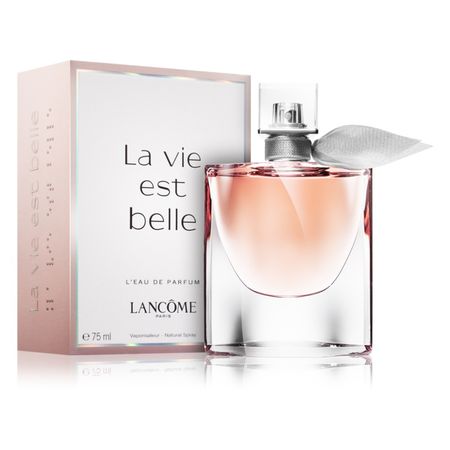 La vie est belle
La vie
est
belle
L'EAU DE PARFUM
LANCÔME
PARIS
e 75 ml
Vaporisateur - Natural Spray